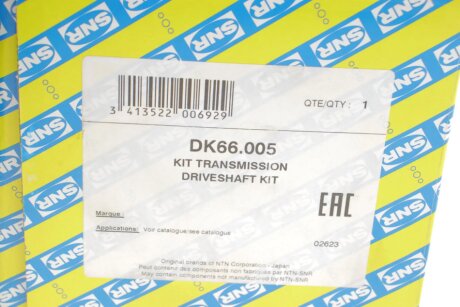 SNR
3 413522 006929
QTE/QTY : 1
DK66.005
KIT TRANSMISSION
DRIVESHAFT KIT
EAC
Marque :
Applications: Voir catalogue/see catalogus
02623
Original brands of NTN Corporation - Japan
Peut contenir des composants non fabriqués par NTN-SNR
May contain components not manufactured by NTN-SNR